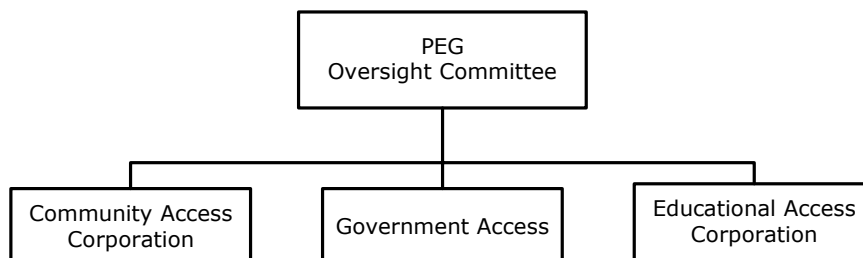 PEG
Oversight Committee
Community Access
Corporation
Government Access
Educational Access
Corporation